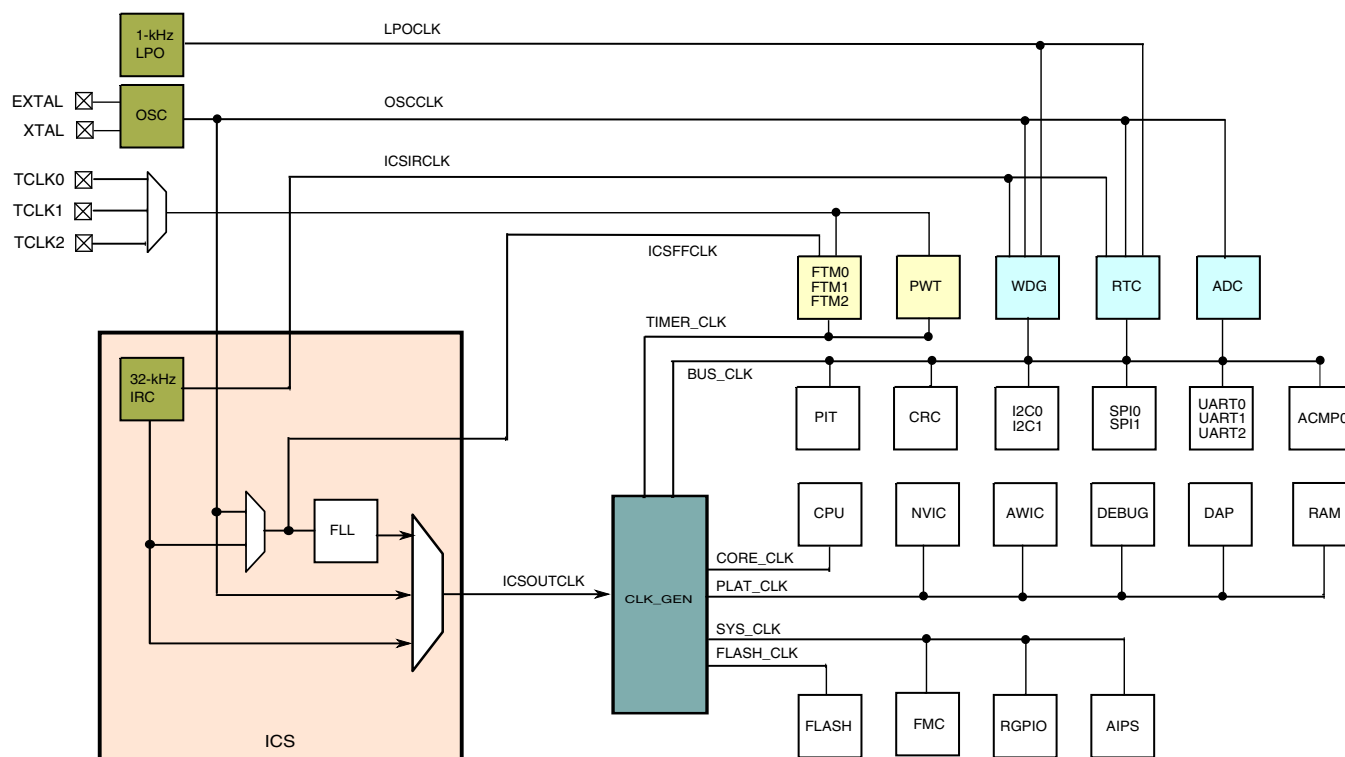 1-kHz
LPO
LPOCLK
EXTAL
XTAL
OSC
OSCCLK
TCLK0
TCLK1
TCLK2
ICSIRCLK
ICSFFCLK
FTM0
FTM1
FTM2
PWT
WDG
RTC
ADC
TIMER_CLK
BUS_CLK
32-kHz
IRC
PIT
CRC
I2C0
I2C1
SPI0
SPI1
UART0
UART1
UART2
ACMP0
CPU
NVIC
AWIC
DEBUG
DAP
RAM
FLL
CORE_CLK
PLAT_CLK
ICSOUTCLK
CLK_GEN
SYS_CLK
FLASH_CLK
FLASH
FMC
RGPIO
AIPS
ICS